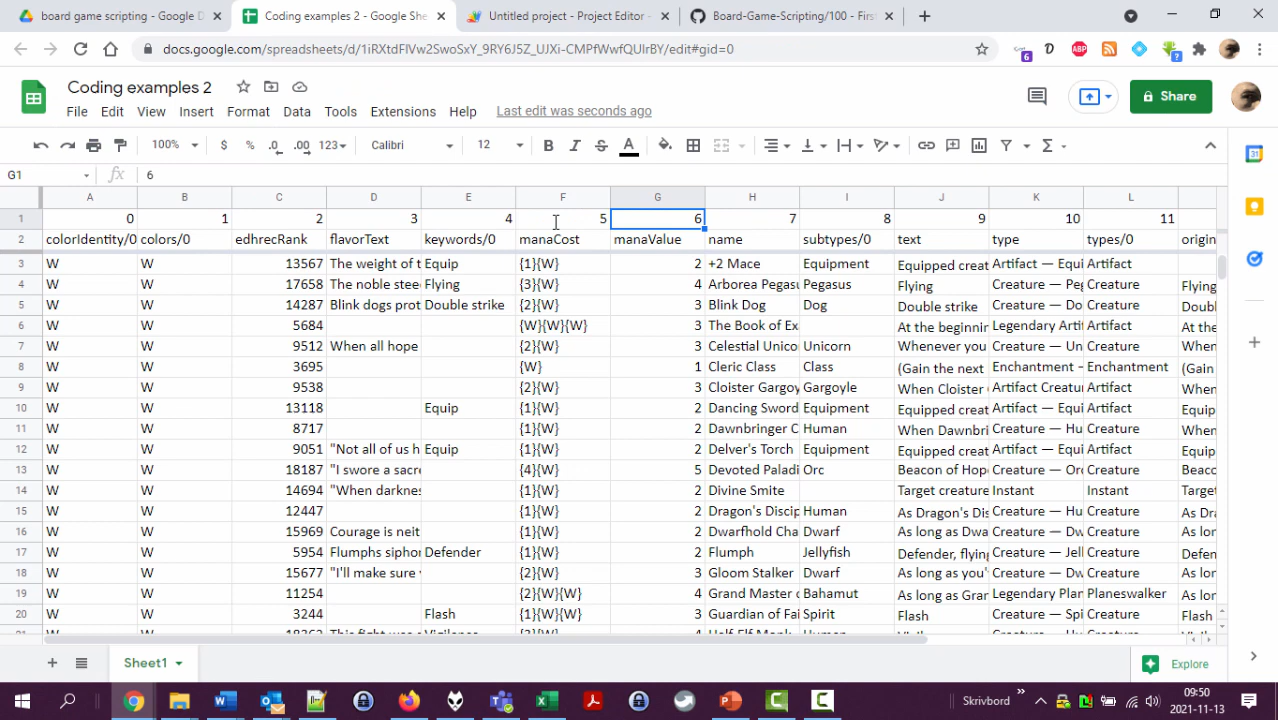 board game scripting - Google D
Coding examples 2 - Google She
Untitled project - Project Editor -
Board-Game-Scripting/100 - Firs
docs.google.com/spreadsheets/d/1iRXtdFIVw2SwoSxY_9RY6J5Z_UJXi-CMPfWwfQUlrBY/edit#gid=0
6
ABP
?
Coding examples 2
File Edit View Insert Format Data Tools Extensions Help Last edit was seconds ago
Share
100% $ % .0 .00 123 Calibri 12 B I S A
31
G1 fx 6
A B C D E F G H I J K L
1 0 1 2 3 4 5 6 7 8 9 10 11
2 colorIdentity/0 colors/0 edhrecRank flavorText keywords/0 manaCost manaValue name subtypes/0 text type types/0 origin
3 W W 13567 The weight of t Equip {1}{W} 2 +2 Mace Equipment Equipped creat Artifact — Equi Artifact
4 W W 17658 The noble stee Flying {3}{W} 4 Arborea Pegasu Pegasus Flying Creature — Peg Creature Flying
5 W W 14287 Blink dogs prot Double strike {2}{W} 3 Blink Dog Dog Double strike Creature — Do Creature Double
6 W W 5684 {W}{W}{W} 3 The Book of Ex At the beginnin Legendary Arti Artifact At the
7 W W 9512 When all hope {2}{W} 3 Celestial Unico Unicorn Whenever you Creature — Un Creature When
8 W W 3695 {W} 1 Cleric Class Class (Gain the next Enchantment – Enchantment (Gain
9 W W 9538 {2}{W} 3 Cloister Gargoy Gargoyle When Cloister Artifact Creatur Artifact When
10 W W 13118 Equip {1}{W} 2 Dancing Sword Equipment Equipped creat Artifact — Equi Artifact Equipp
11 W W 8717 {1}{W} 2 Dawnbringer C Human When Dawnbri Creature — Hu Creature When
12 W W 9051 "Not all of us h Equip {1}{W} 2 Delver's Torch Equipment Equipped creat Artifact — Equi Artifact Equipp
13 W W 18187 "I swore a sacr {4}{W} 5 Devoted Paladi Orc Beacon of Hop Creature — Orc Creature Beaco
14 W W 14694 "When darknes {1}{W} 2 Divine Smite Target creature Instant Instant Target
15 W W 12447 {1}{W} 2 Dragon's Discip Human As Dragon's Dis Creature — Hu Creature As Dra
16 W W 15969 Courage is neit {1}{W} 2 Dwarfhold Cha Dwarf As long as Dwa Creature — Dw Creature As lon
17 W W 5954 Flumphs siphor Defender {1}{W} 2 Flumph Jellyfish Defender, flying Creature — Jell Creature Defen
18 W W 15677 "I'll make sure {2}{W} 3 Gloom Stalker Dwarf As long as you' Creature — Dw Creature As lon
19 W W 11254 {2}{W}{W} 4 Grand Master o Bahamut As long as Gran Legendary Plan Planeswalker As lon
20 W W 3244 Flash {1}{W}{W} 3 Guardian of Fai Spirit Flash Creature — Spi Creature Flash
Sheet1
Explore
Skrivbord
09:50
2021-11-13